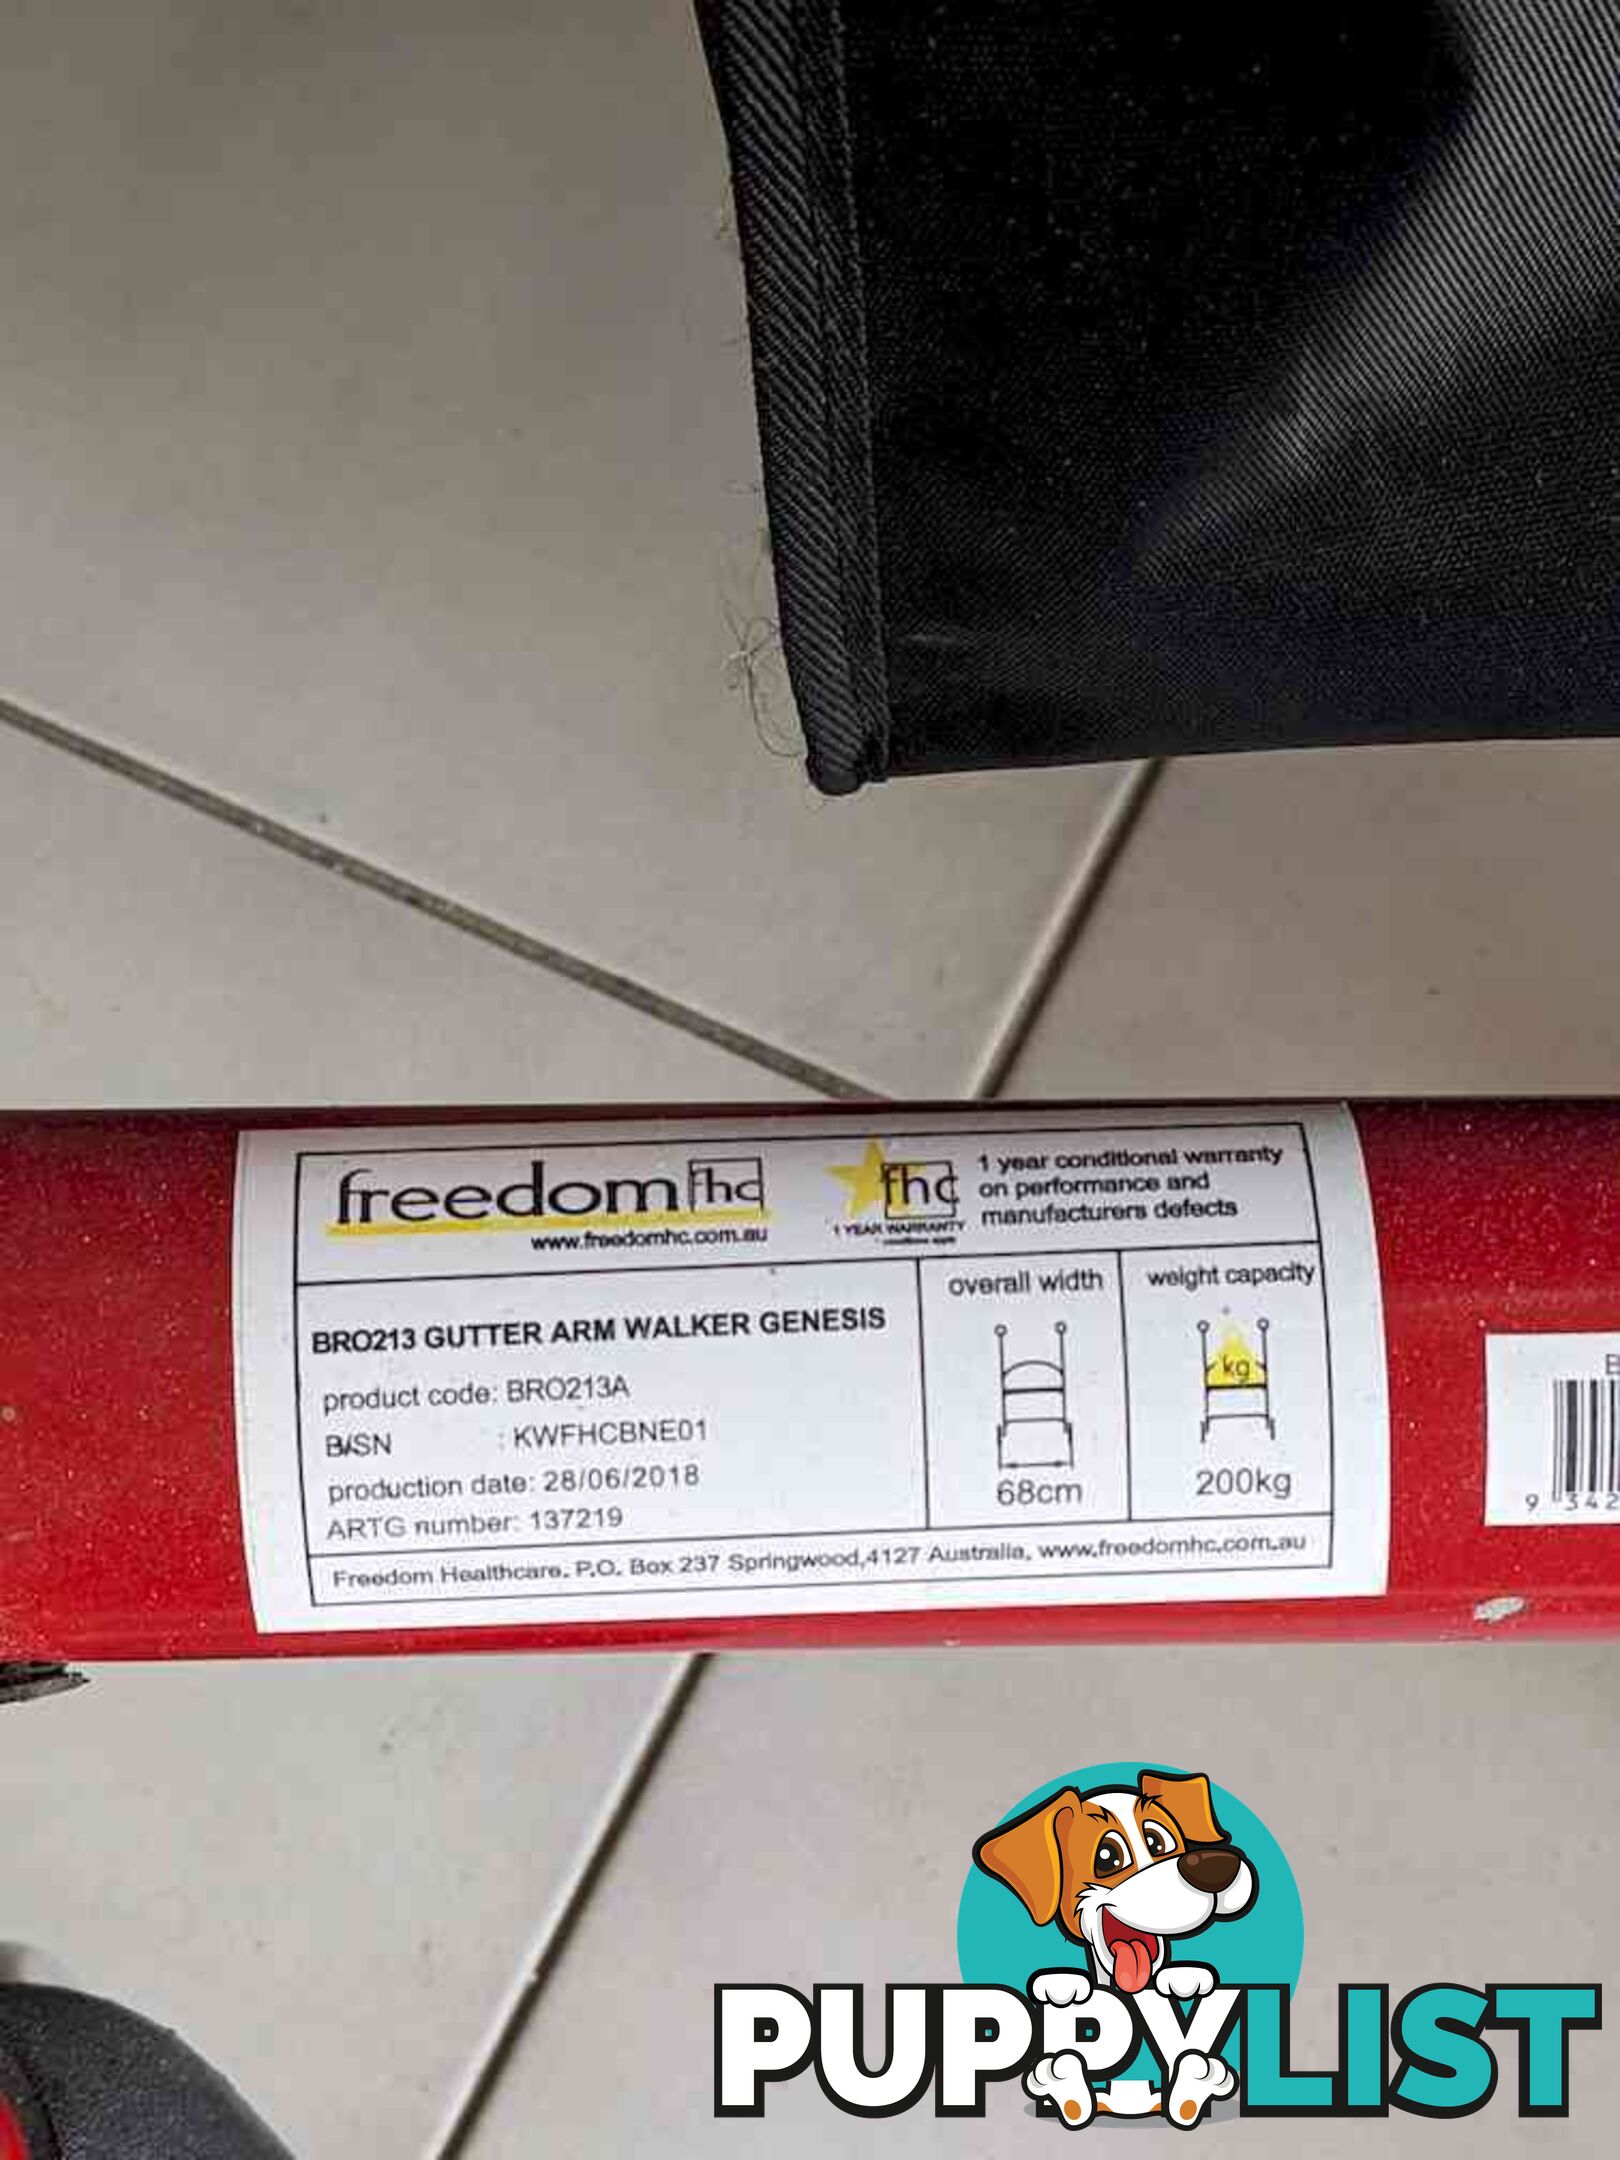 freedom fhc
www.freedomhc.com.au
fhc
1 YEAR WARRANTY
1 year conditional warranty
on performance and
manufacturers defects
BRO213 GUTTER ARM WALKER GENESIS
product code: BRO213A
B/SN : KWFHCBNE01
production date: 28/06/2018
ARTG number: 137219
overall width
68cm
weight capacity
kg
200kg
Freedom Healthcare. P.O. Box 237 Springwood,4127 Australia, www.freedomhc.com.au
9 342
PUPPYLIST